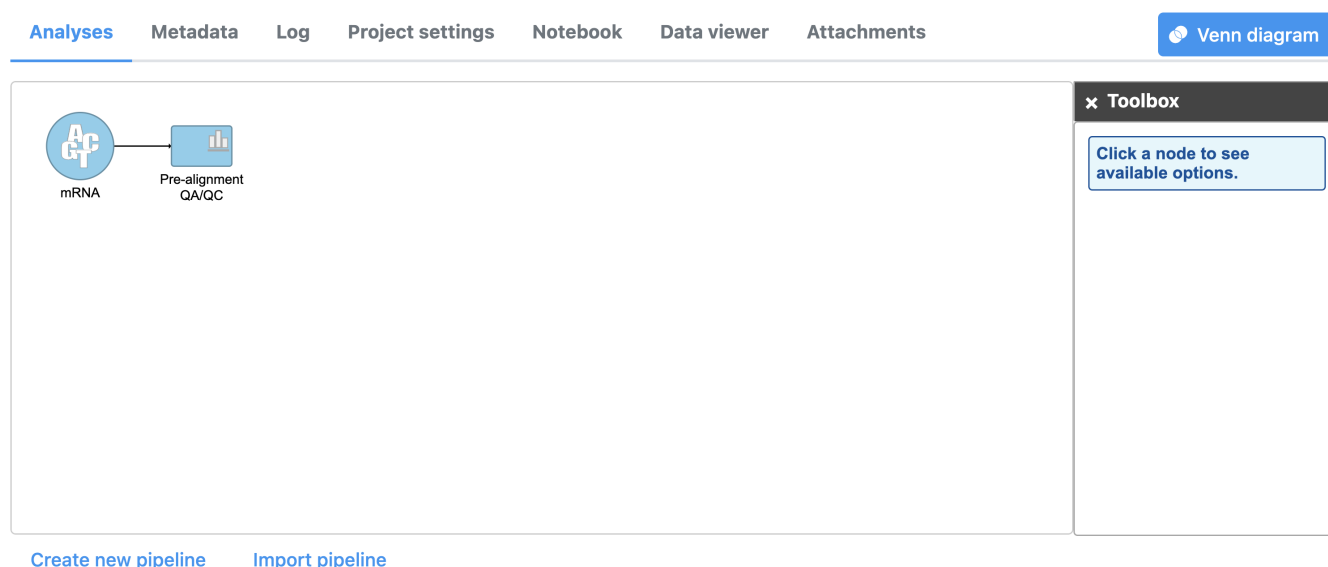 Analyses Metadata Log Project settings Notebook Data viewer Attachments Venn diagram
× Toolbox
Click a node to see
available options.
ACGT
mRNA
Pre-alignment
QA/QC
Create new pipeline Import pipeline